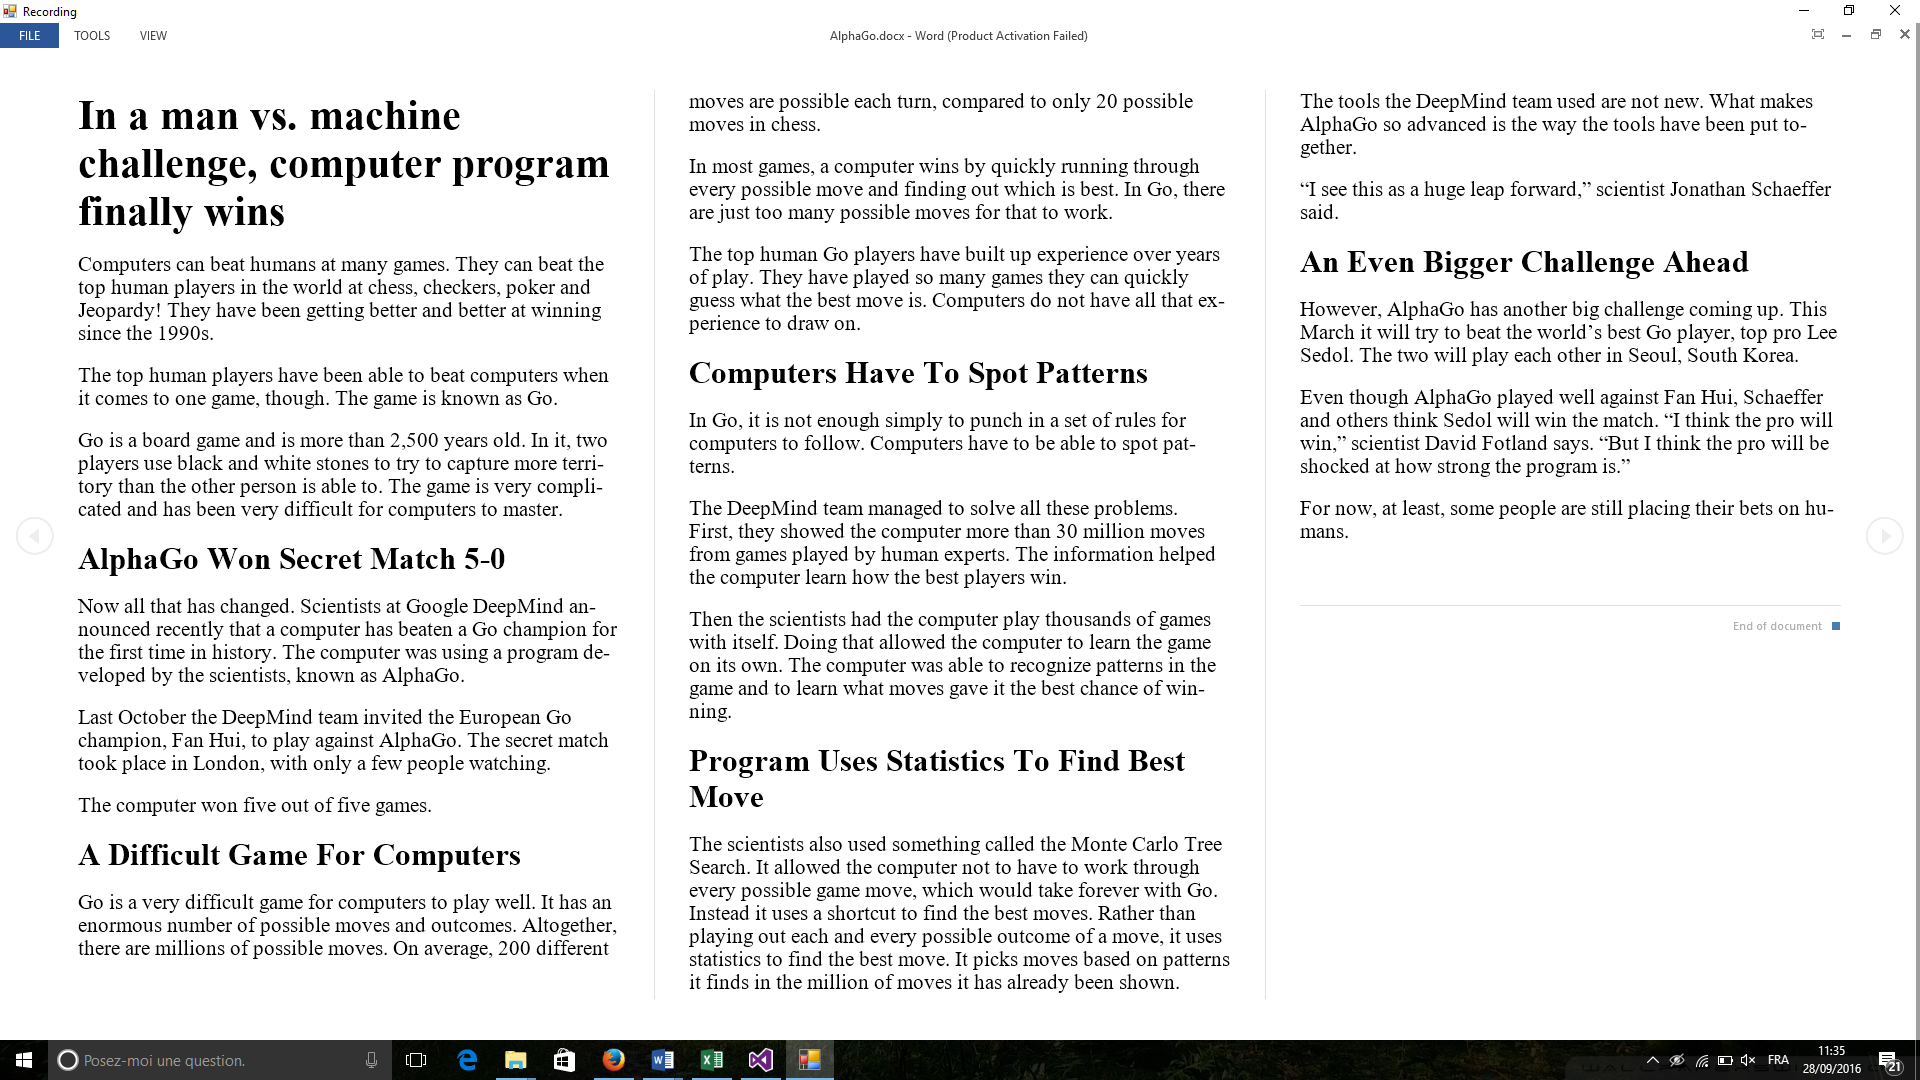 Recording
FILE TOOLS VIEW AlphaGo.docx - Word (Product Activation Failed)
In a man vs. machine
challenge, computer program
finally wins
Computers can beat humans at many games. They can beat the
top human players in the world at chess, checkers, poker and
Jeopardy! They have been getting better and better at winning
since the 1990s.
The top human players have been able to beat computers when
it comes to one game, though. The game is known as Go.
Go is a board game and is more than 2,500 years old. In it, two
players use black and white stones to try to capture more terri-
tory than the other person is able to. The game is very compli-
cated and has been very difficult for computers to master.
AlphaGo Won Secret Match 5-0
Now all that has changed. Scientists at Google DeepMind an-
nounced recently that a computer has beaten a Go champion for
the first time in history. The computer was using a program de-
veloped by the scientists, known as AlphaGo.
Last October the DeepMind team invited the European Go
champion, Fan Hui, to play against AlphaGo. The secret match
took place in London, with only a few people watching.
The computer won five out of five games.
A Difficult Game For Computers
Go is a very difficult game for computers to play well. It has an
enormous number of possible moves and outcomes. Altogether,
there are millions of possible moves. On average, 200 different
moves are possible each turn, compared to only 20 possible
moves in chess.
In most games, a computer wins by quickly running through
every possible move and finding out which is best. In Go, there
are just too many possible moves for that to work.
The top human Go players have built up experience over years
of play. They have played so many games they can quickly
guess what the best move is. Computers do not have all that ex-
perience to draw on.
Computers Have To Spot Patterns
In Go, it is not enough simply to punch in a set of rules for
computers to follow. Computers have to be able to spot pat-
terns.
The DeepMind team managed to solve all these problems.
First, they showed the computer more than 30 million moves
from games played by human experts. The information helped
the computer learn how the best players win.
Then the scientists had the computer play thousands of games
with itself. Doing that allowed the computer to learn the game
on its own. The computer was able to recognize patterns in the
game and to learn what moves gave it the best chance of win-
ning.
Program Uses Statistics To Find Best
Move
The scientists also used something called the Monte Carlo Tree
Search. It allowed the computer not to have to work through
every possible game move, which would take forever with Go.
Instead it uses a shortcut to find the best moves. Rather than
playing out each and every possible outcome of a move, it uses
statistics to find the best move. It picks moves based on patterns
it finds in the million of moves it has already been shown.
The tools the DeepMind team used are not new. What makes
AlphaGo so advanced is the way the tools have been put to-
gether.
“I see this as a huge leap forward,” scientist Jonathan Schaeffer
said.
An Even Bigger Challenge Ahead
However, AlphaGo has another big challenge coming up. This
March it will try to beat the world’s best Go player, top pro Lee
Sedol. The two will play each other in Seoul, South Korea.
Even though AlphaGo played well against Fan Hui, Schaeffer
and others think Sedol will win the match. “I think the pro will
win,” scientist David Fotland says. “But I think the pro will be
shocked at how strong the program is.”
For now, at least, some people are still placing their bets on hu-
mans.
End of document
Posez-moi une question.
FRA
11:35
28/09/2016
21